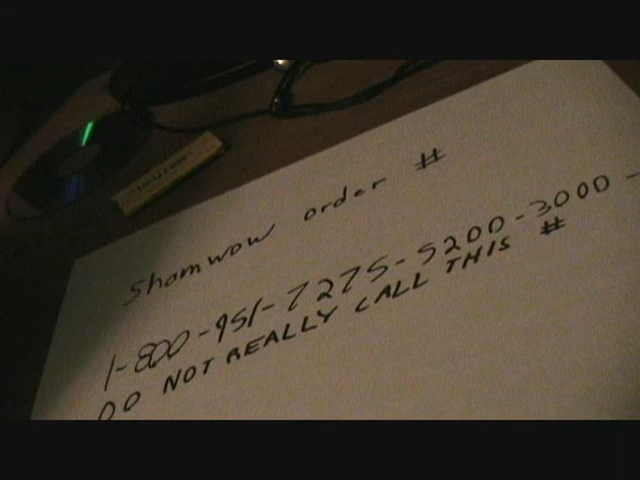 Shamwow order #
1-800-951-7275-5200-3000-
DO NOT REALLY CALL THIS #